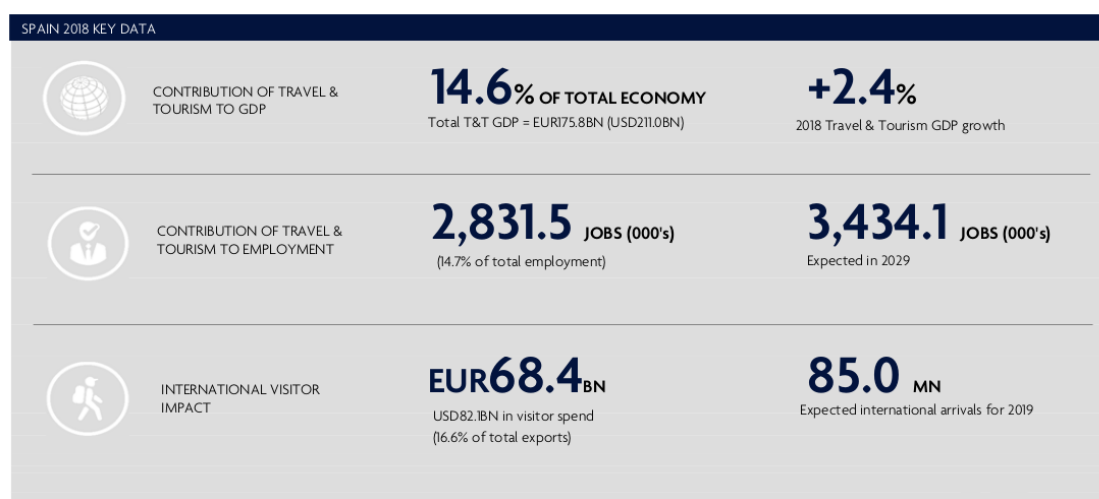 SPAIN 2018 KEY DATA
CONTRIBUTION OF TRAVEL &
TOURISM TO GDP
14.6% OF TOTAL ECONOMY
Total T&T GDP = EUR175.8BN (USD211.0BN)
+2.4%
2018 Travel & Tourism GDP growth
CONTRIBUTION OF TRAVEL &
TOURISM TO EMPLOYMENT
2,831.5 JOBS (000's)
(14.7% of total employment)
3,434.1 JOBS (000's)
Expected in 2029
INTERNATIONAL VISITOR
IMPACT
EUR68.4BN
USD82.1BN in visitor spend
(16.6% of total exports)
85.0 MN
Expected international arrivals for 2019